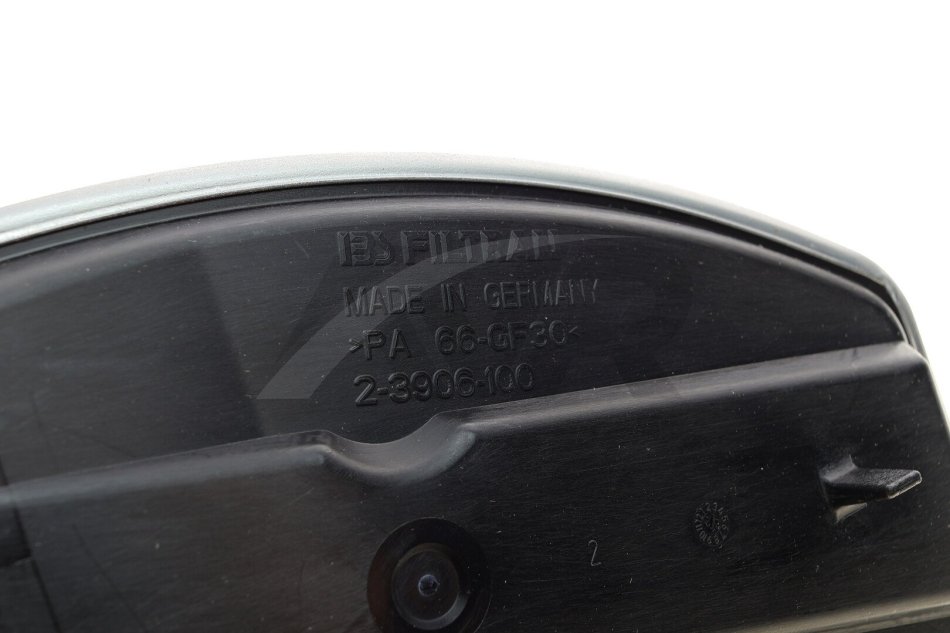 IBS FILTRAN
MADE IN GERMANY
>PA 66-GF30<
2-3906-100
2